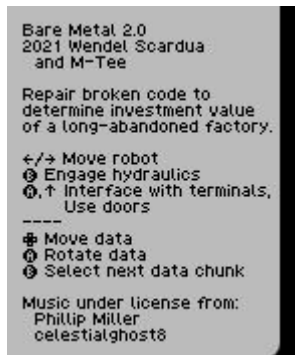 Bare Metal 2.0
2021 Wendel Scardua
and M-Tee
Repair broken code to
determine investment value
of a long-abandoned factory.
←/→ Move robot
Ⓑ Engage hydraulics
Ⓐ,↑ Interface with terminals,
Use doors
----
✚ Move data
Ⓐ Rotate data
Ⓑ Select next data chunk
Music under license from:
Phillip Miller
celestialghost8